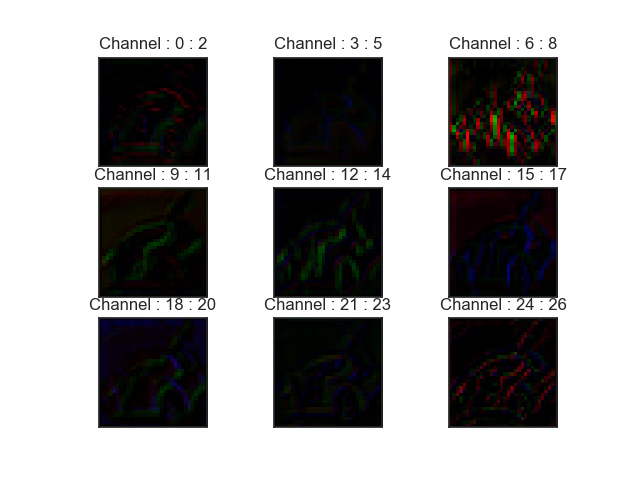 Channel : 0 : 2
Channel : 3 : 5
Channel : 6 : 8
Channel : 9 : 11
Channel : 12 : 14
Channel : 15 : 17
Channel : 18 : 20
Channel : 21 : 23
Channel : 24 : 26